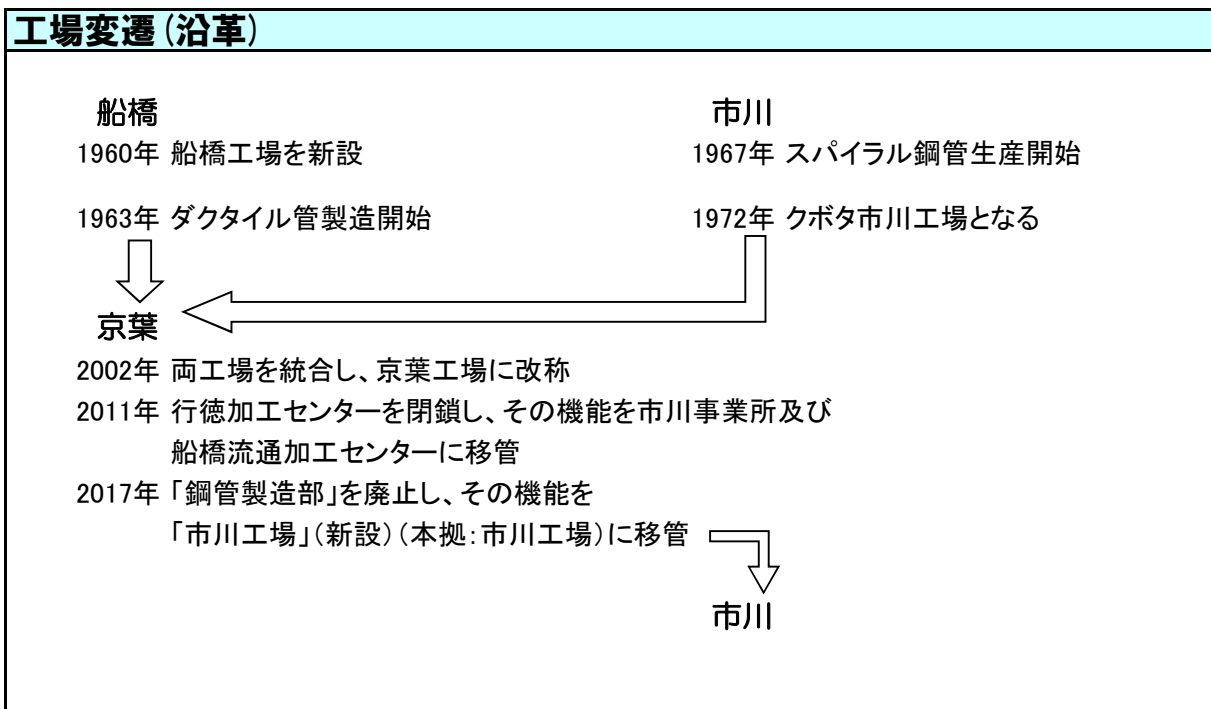 工場変遷(沿革)
船橋
1960年 船橋工場を新設
1963年 ダクタイル管製造開始
市川
1967年 スパイラル鋼管生産開始
1972年 クボタ市川工場となる
京葉
2002年 両工場を統合し、京葉工場に改称
2011年 行徳加工センターを閉鎖し、その機能を市川事業所及び
船橋流通加工センターに移管
2017年 「鋼管製造部」を廃止し、その機能を
「市川工場」(新設)(本拠:市川工場)に移管
市川